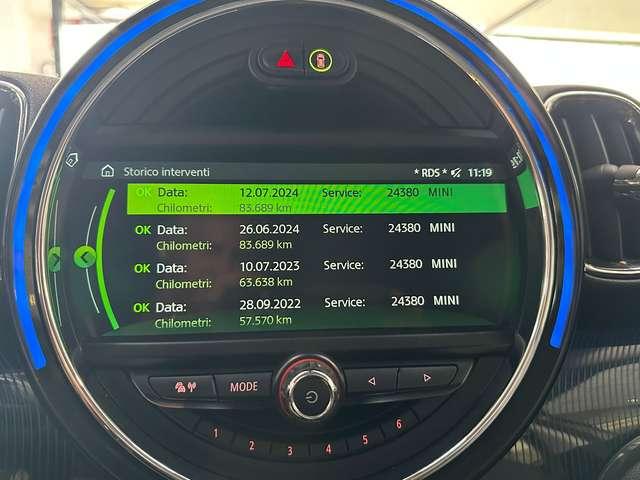 Storico interventi * RDS * 11:19
OK Data: 12.07.2024 Service: 24380 MINI
Chilometri: 83.689 km
OK Data: 26.06.2024 Service: 24380 MINI
Chilometri: 83.689 km
OK Data: 10.07.2023 Service: 24380 MINI
Chilometri: 63.638 km
OK Data: 28.09.2022 Service: 24380 MINI
Chilometri: 57.570 km
MODE
1 2 3 4 5 6